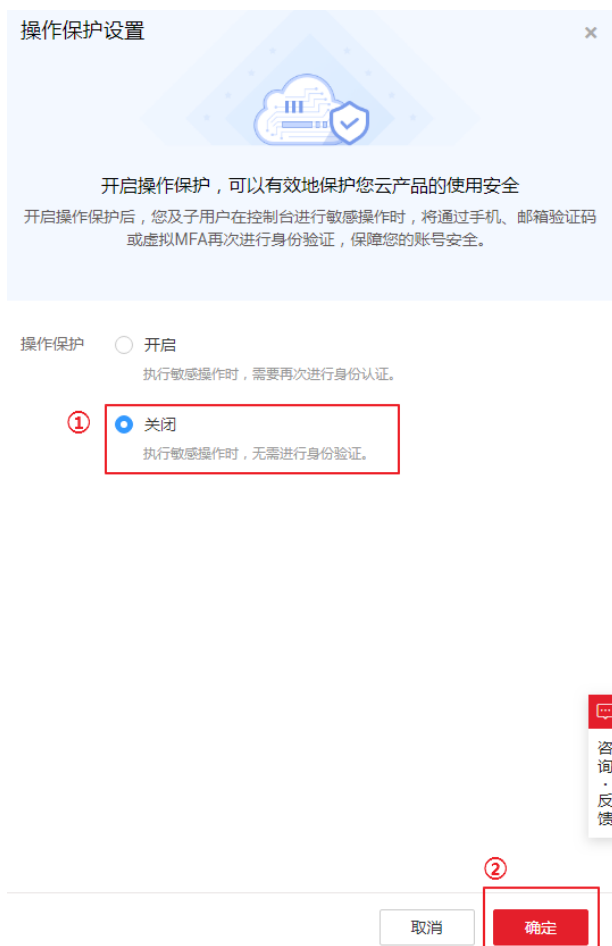 操作保护设置
开启操作保护，可以有效地保护您云产品的使用安全
开启操作保护后，您及子用户在控制台进行敏感操作时，将通过手机、邮箱验证码
或虚拟MFA再次进行身份验证，保障您的账号安全。
操作保护 开启
执行敏感操作时，需要再次进行身份认证。
① 关闭
执行敏感操作时，无需进行身份验证。
咨询·反馈
②
取消 确定